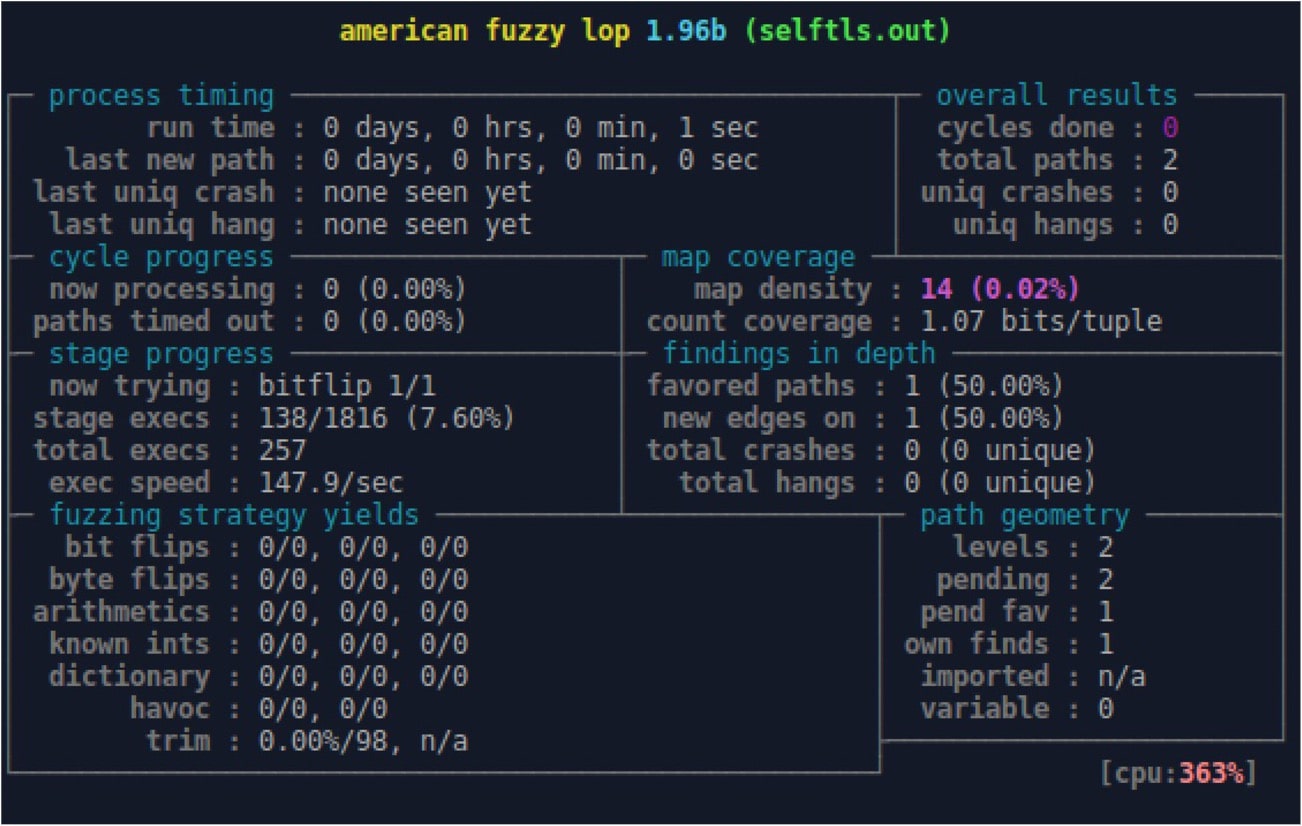 american fuzzy lop 1.96b (selftls.out)
process timing
run time : 0 days, 0 hrs, 0 min, 1 sec
last new path : 0 days, 0 hrs, 0 min, 0 sec
last uniq crash : none seen yet
last uniq hang : none seen yet
overall results
cycles done : 0
total paths : 2
uniq crashes : 0
uniq hangs : 0
cycle progress
now processing : 0 (0.00%)
paths timed out : 0 (0.00%)
map coverage
map density : 14 (0.02%)
count coverage : 1.07 bits/tuple
stage progress
now trying : bitflip 1/1
stage execs : 138/1816 (7.60%)
total execs : 257
exec speed : 147.9/sec
findings in depth
favored paths : 1 (50.00%)
new edges on : 1 (50.00%)
total crashes : 0 (0 unique)
total hangs : 0 (0 unique)
fuzzing strategy yields
bit flips : 0/0, 0/0, 0/0
byte flips : 0/0, 0/0, 0/0
arithmetics : 0/0, 0/0, 0/0
known ints : 0/0, 0/0, 0/0
dictionary : 0/0, 0/0, 0/0
havoc : 0/0, 0/0
trim : 0.00%/98, n/a
path geometry
levels : 2
pending : 2
pend fav : 1
own finds : 1
imported : n/a
variable : 0
[cpu:363%]